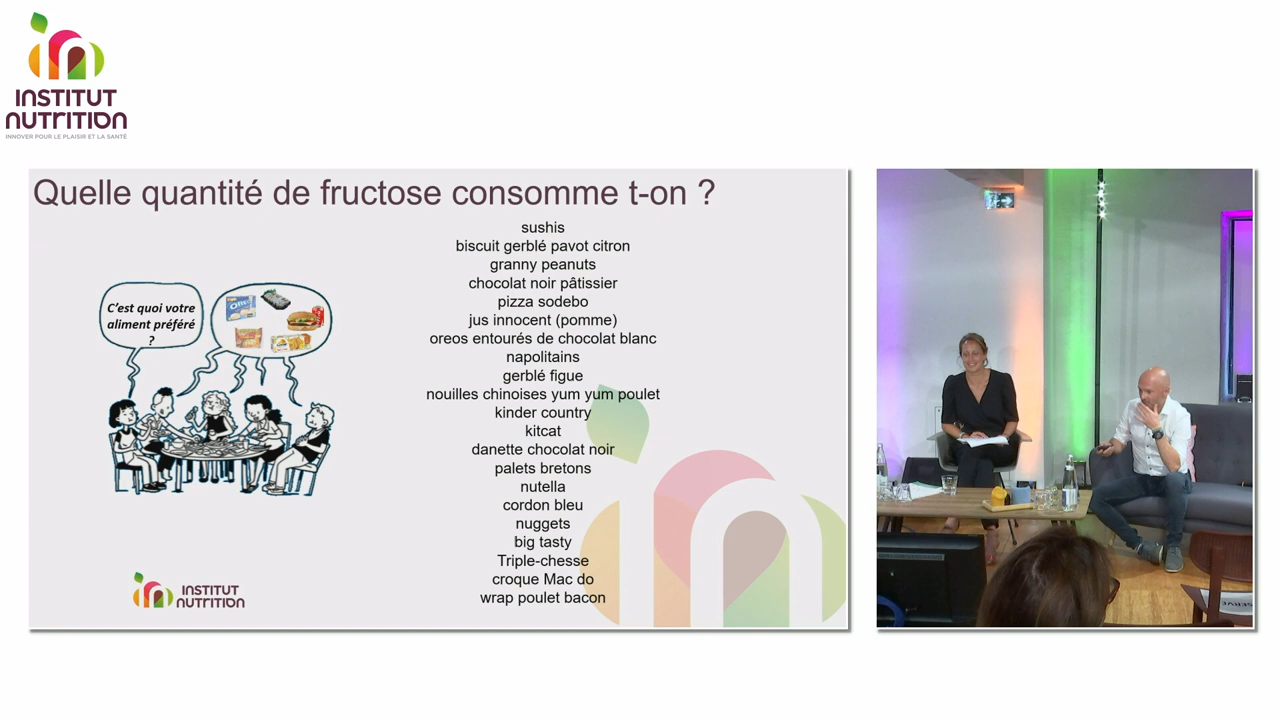 INSTITUT
NUTRITION
INNOVER POUR LE PLAISIR ET LA SANTÉ
Quelle quantité de fructose consomme t-on ?
C'est quoi votre
aliment préféré
?
sushis
biscuit gerblé pavot citron
granny peanuts
chocolat noir pâtissier
pizza sodebo
jus innocent (pomme)
oreos entourés de chocolat blanc
napolitains
gerblé figue
nouilles chinoises yum yum poulet
kinder country
kitcat
danette chocolat noir
palets bretons
nutella
cordon bleu
nuggets
big tasty
Triple-chesse
croque Mac do
wrap poulet bacon
INSTITUT
NUTRITION